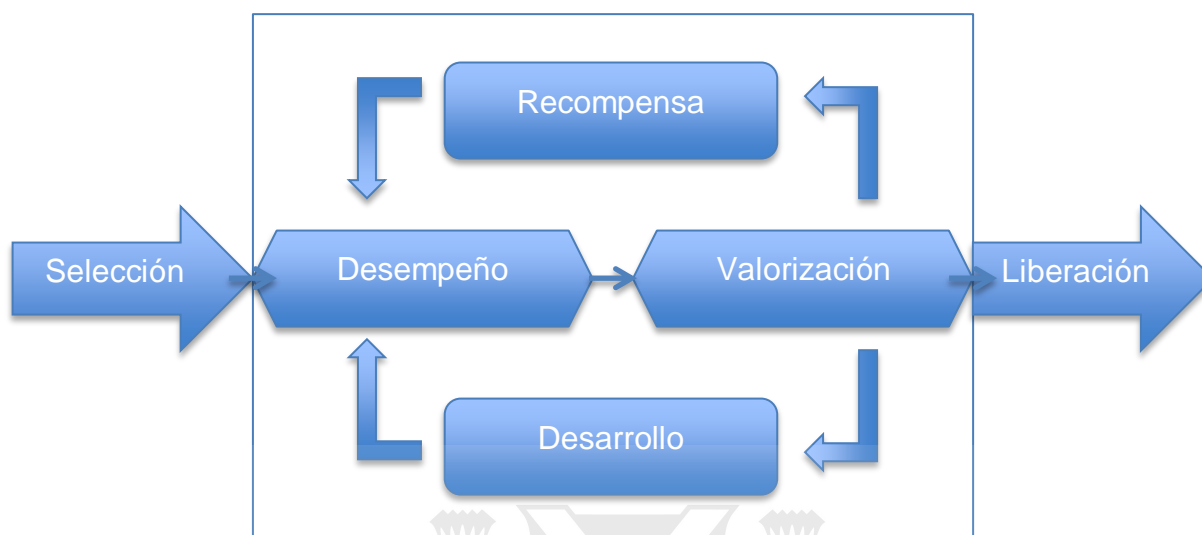 Recompensa
Selección
Desempeño
Valorización
Liberación
Desarrollo